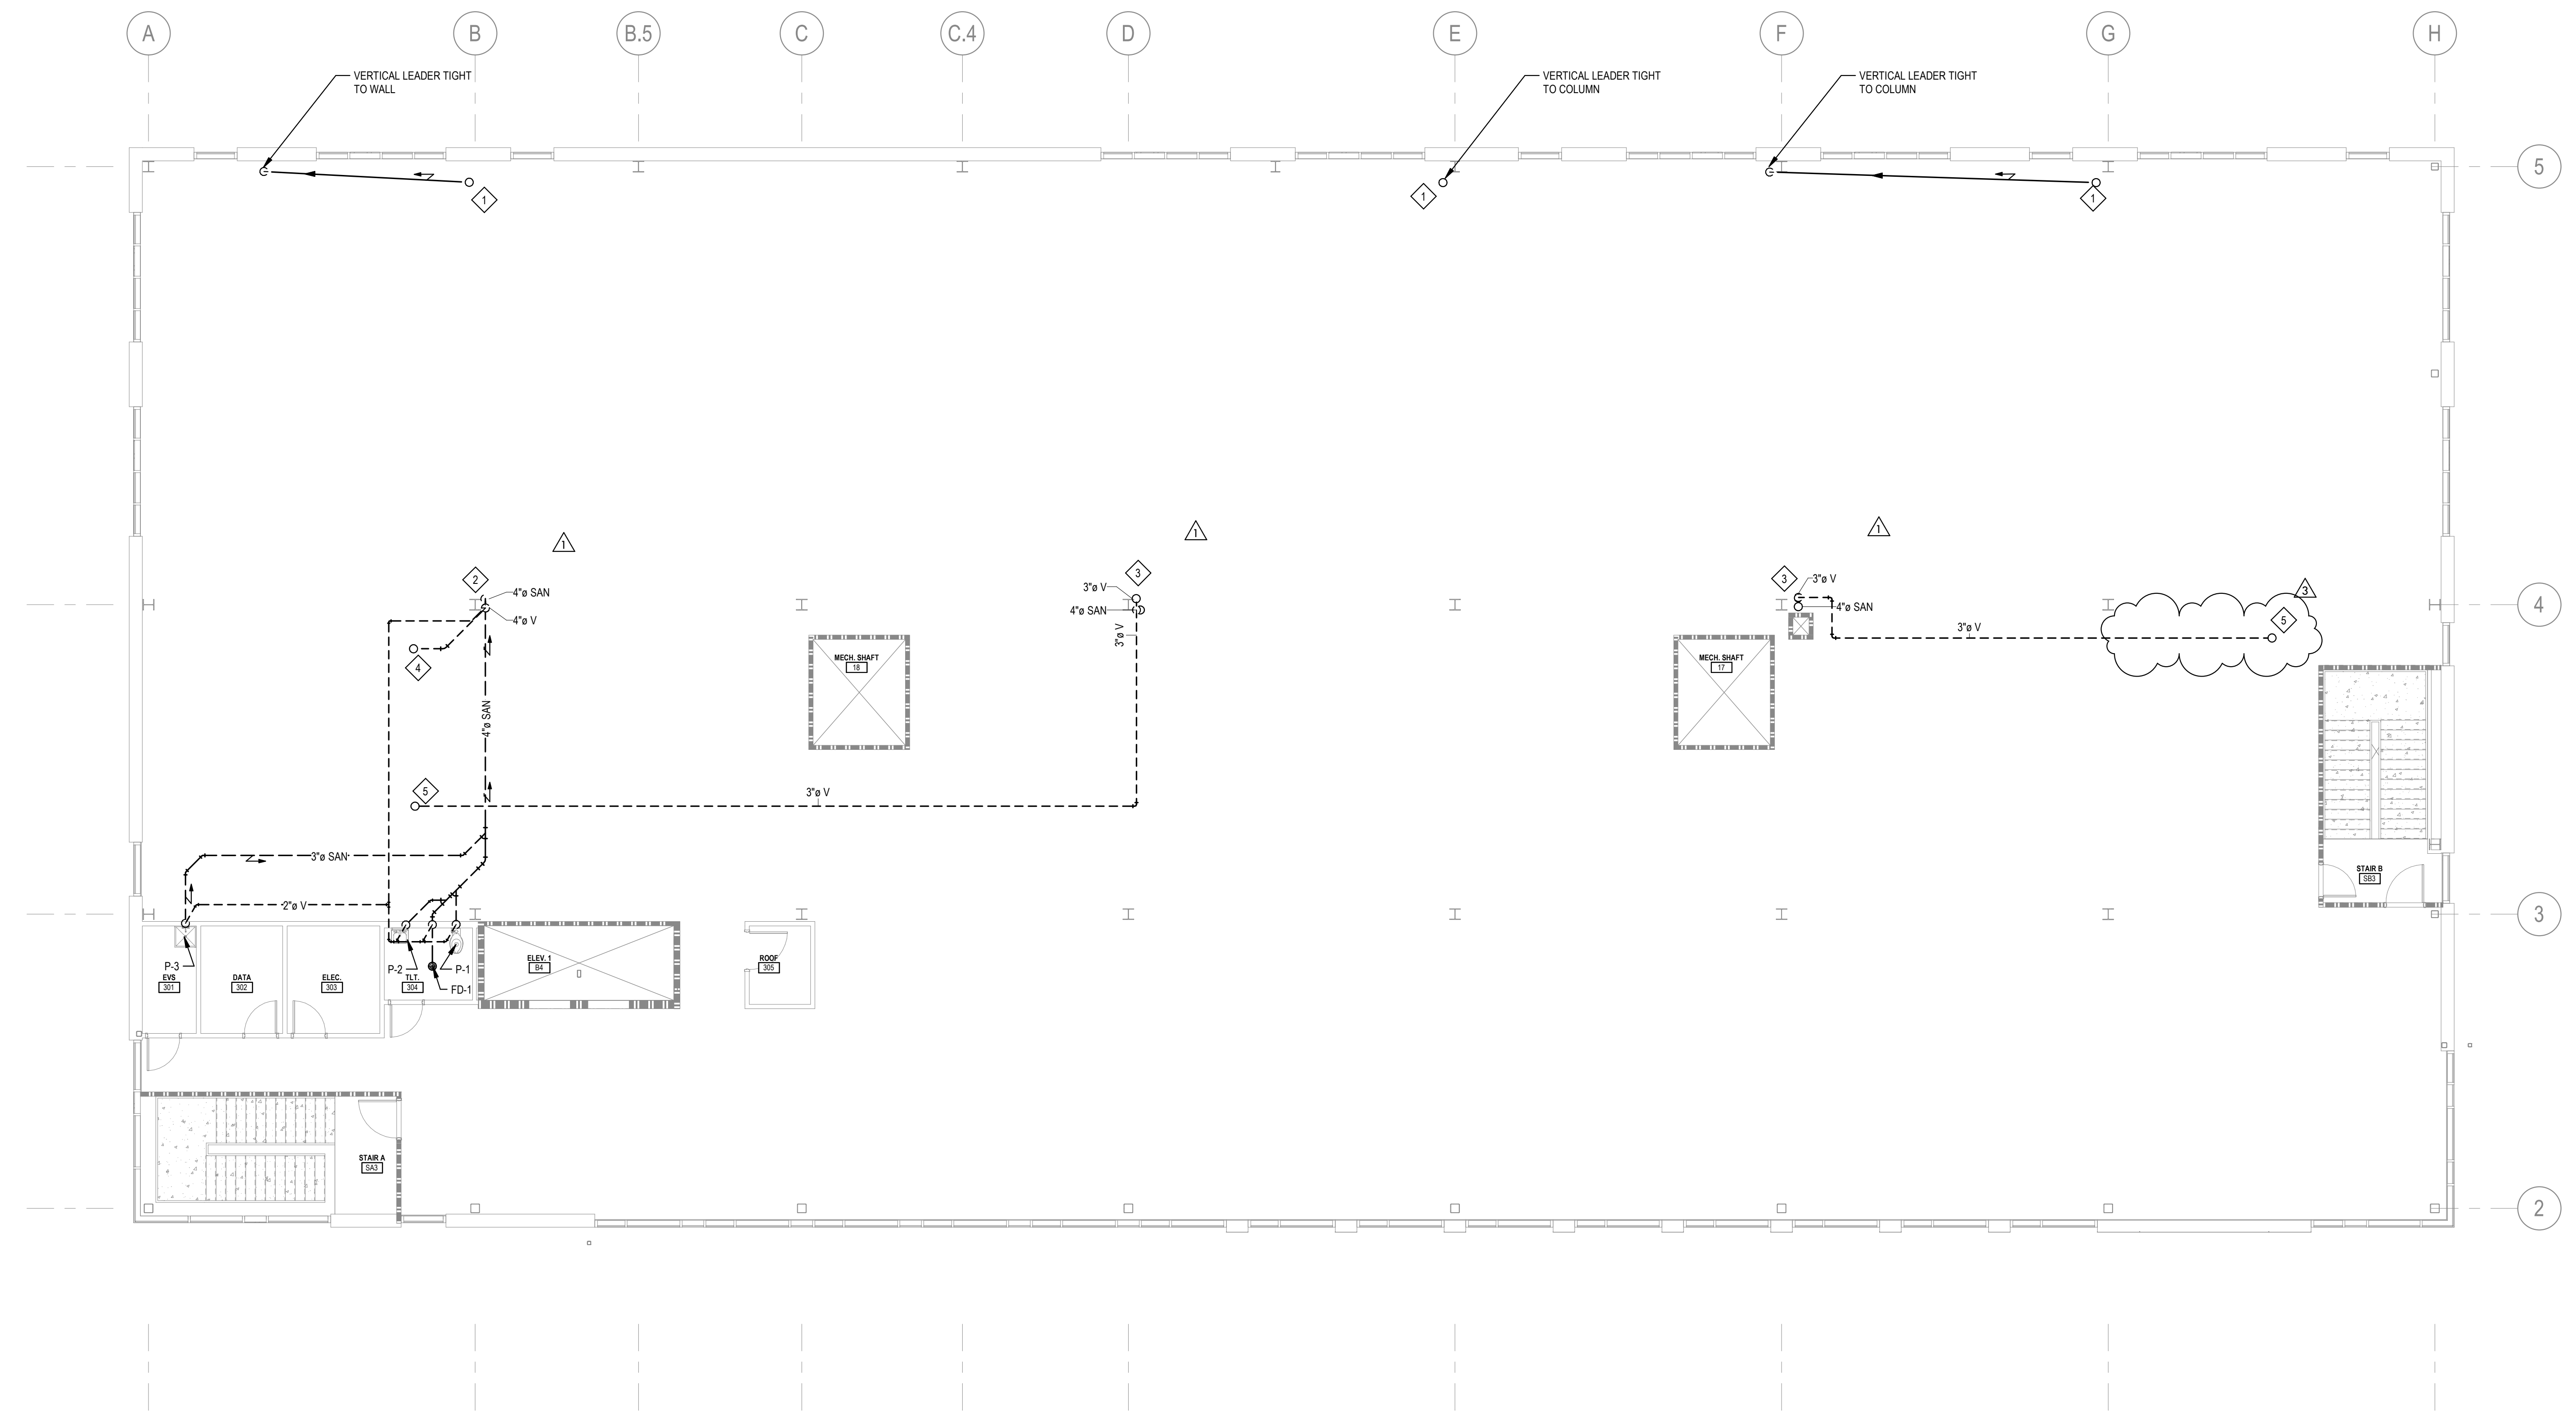 A
B
B.5
C
C.4
D
E
F
G
H
VERTICAL LEADER TIGHT
TO WALL
VERTICAL LEADER TIGHT
TO COLUMN
VERTICAL LEADER TIGHT
TO COLUMN
5
1
1
1
1
1
1
2
3
3
3
4"ø SAN
4"ø V
3"ø V
4"ø SAN
3"ø V
3"ø V
4"ø SAN
3"ø V
5
4
4
MECH. SHAFT
18
MECH. SHAFT
17
4"ø SAN
5
3"ø V
3"ø SAN
2"ø V
STAIR B
SB3
3
P-3
EVS
301
DATA
302
ELEC.
303
P-2
TLT.
304
P-1
FD-1
ELEV. 1
B4
ROOF
305
STAIR A
SA3
2